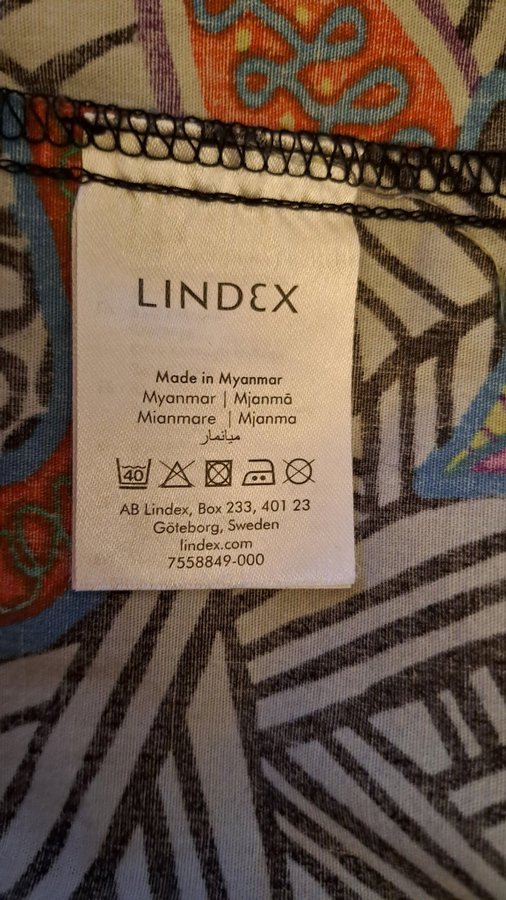 LINDEX
Made in Myanmar
Myanmar | Mjanmā
Mianmare | Mjanma
ميانمار
40
AB Lindex, Box 233, 401 23
Göteborg, Sweden
lindex.com
7558849-000